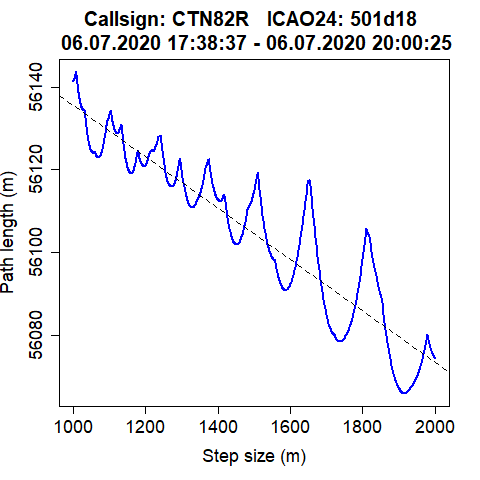 Callsign: CTN82R   ICAO24: 501d18
06.07.2020 17:38:37 - 06.07.2020 20:00:25
Path length (m)
56140
56120
56100
56080
1000 1200 1400 1600 1800 2000
Step size (m)